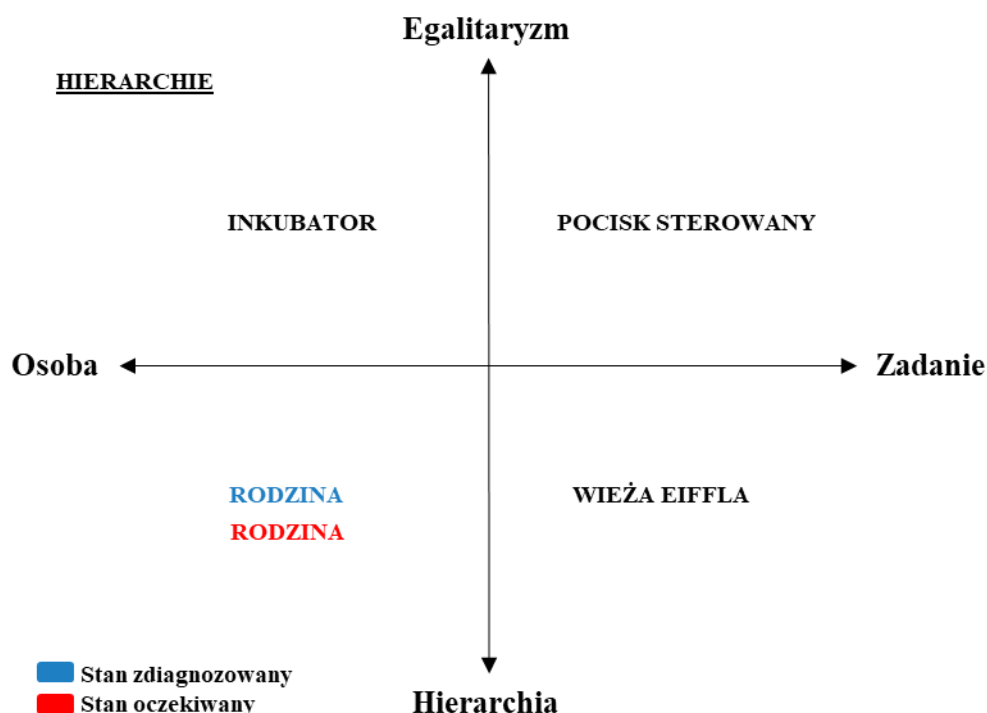 Egalitaryzm
HIERARCHIE
INKUBATOR
POCISK STEROWANY
Osoba
Zadanie
RODZINA
WIEŻA EIFFLA
RODZINA
Stan zdiagnozowany
Stan oczekiwany
Hierarchia